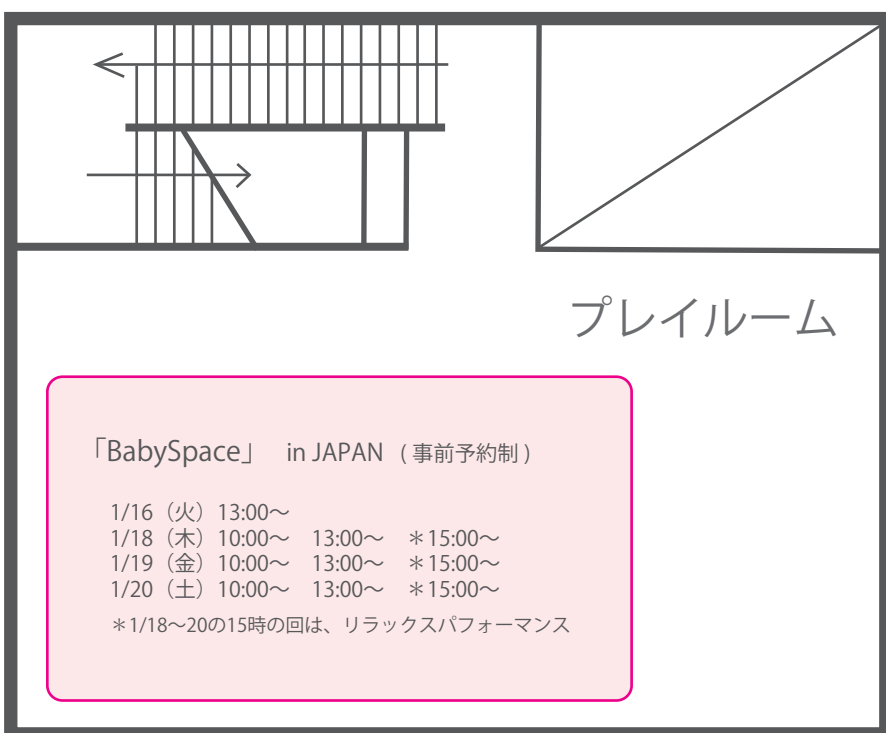 プレイルーム
「BabySpace」 in JAPAN (事前予約制)
1/16（火）13:00〜
1/18（木）10:00〜 13:00〜 ＊15:00〜
1/19（金）10:00〜 13:00〜 ＊15:00〜
1/20（土）10:00〜 13:00〜 ＊15:00〜
＊1/18〜20の15時の回は、リラックスパフォーマンス